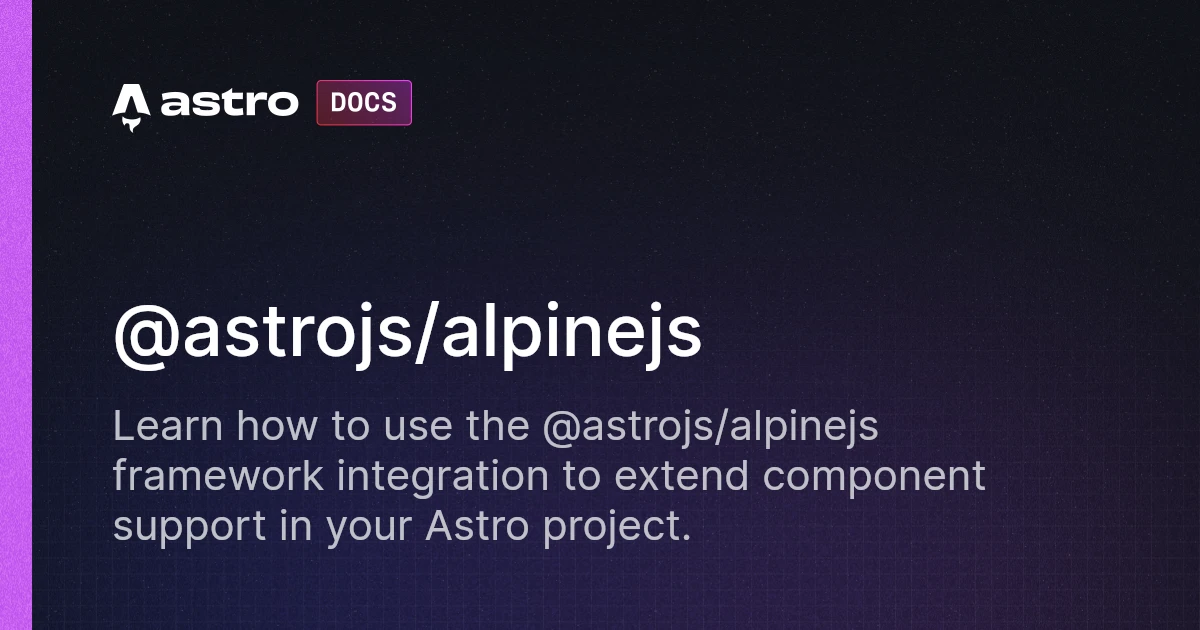 astro DOCS
@astrojs/alpinejs
Learn how to use the @astrojs/alpinejs
framework integration to extend component
support in your Astro project.